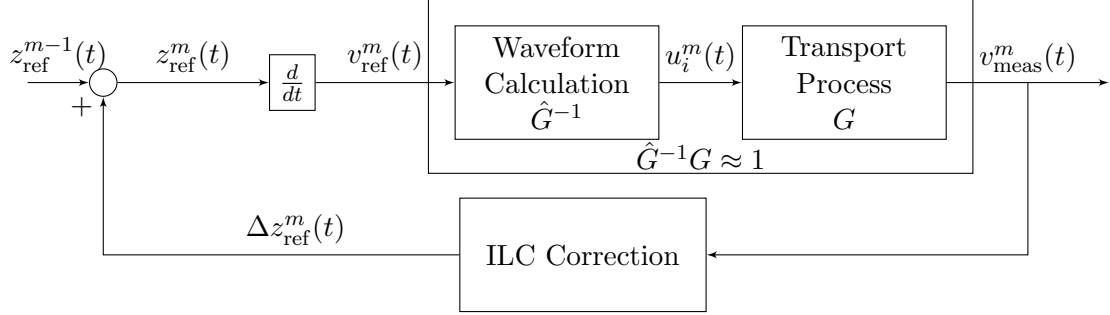 z_ref^{m−1}(t)
z_ref^m(t)
+
d/dt
v_ref^m(t)
Waveform
Calculation
Ĝ^{−1}
u_i^m(t)
Transport
Process
G
v_meas^m(t)
Ĝ^{−1}G ≈ 1
Δz_ref^m(t)
ILC Correction